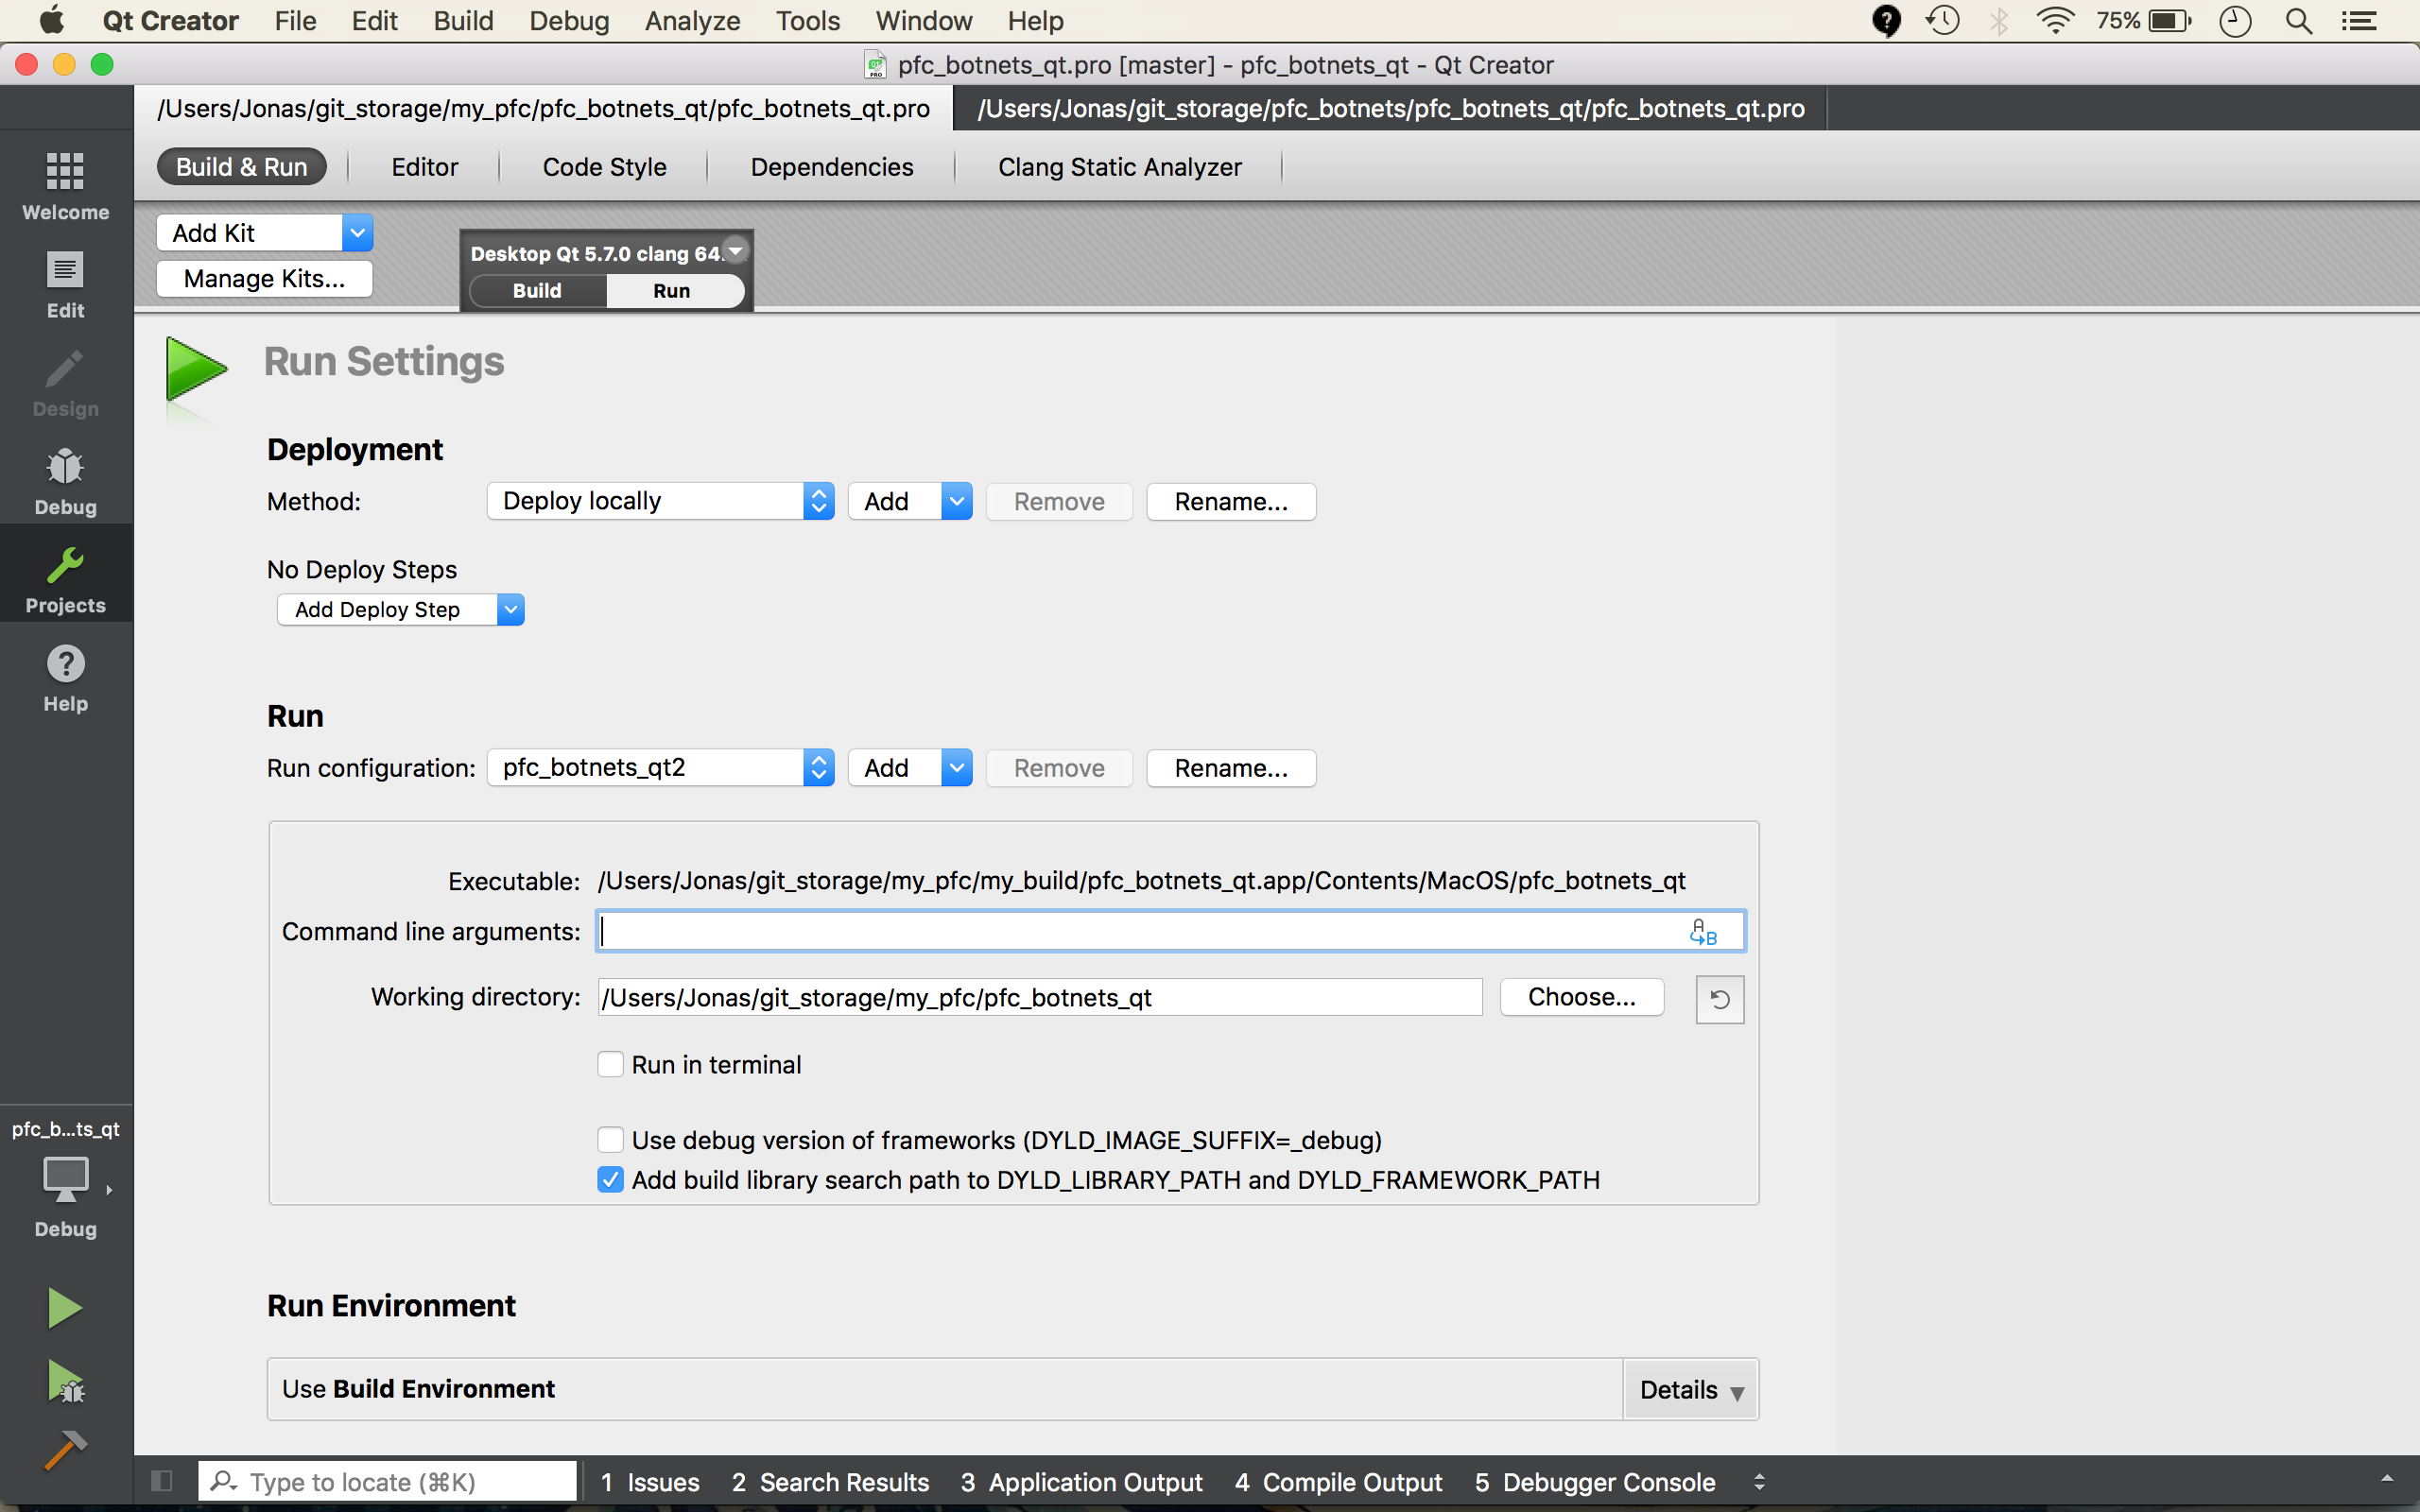 Qt Creator File Edit Build Debug Analyze Tools Window Help 75%
pfc_botnets_qt.pro [master] - pfc_botnets_qt - Qt Creator
/Users/Jonas/git_storage/my_pfc/pfc_botnets_qt/pfc_botnets_qt.pro /Users/Jonas/git_storage/pfc_botnets/pfc_botnets_qt/pfc_botnets_qt.pro
Build & Run Editor Code Style Dependencies Clang Static Analyzer
Welcome
Edit
Design
Debug
Projects
Help
Add Kit
Manage Kits...
Desktop Qt 5.7.0 clang 64...
Build Run
Run Settings
Deployment
Method: Deploy locally Add Remove Rename...
No Deploy Steps
Add Deploy Step
Run
Run configuration: pfc_botnets_qt2 Add Remove Rename...
Executable: /Users/Jonas/git_storage/my_pfc/my_build/pfc_botnets_qt.app/Contents/MacOS/pfc_botnets_qt
Command line arguments:
Working directory: /Users/Jonas/git_storage/my_pfc/pfc_botnets_qt Choose...
Run in terminal
Use debug version of frameworks (DYLD_IMAGE_SUFFIX=_debug)
Add build library search path to DYLD_LIBRARY_PATH and DYLD_FRAMEWORK_PATH
Run Environment
Use Build Environment Details
pfc_b...ts_qt
Debug
Type to locate (⌘K) 1 Issues 2 Search Results 3 Application Output 4 Compile Output 5 Debugger Console